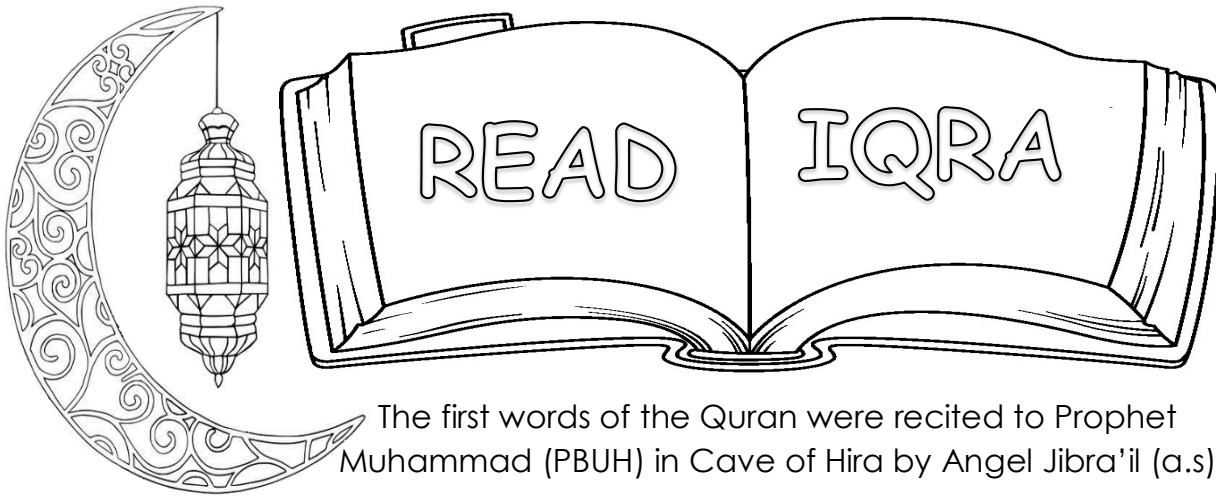 READ
IQRA
The first words of the Quran were recited to Prophet
Muhammad (PBUH) in Cave of Hira by Angel Jibra’il (a.s)